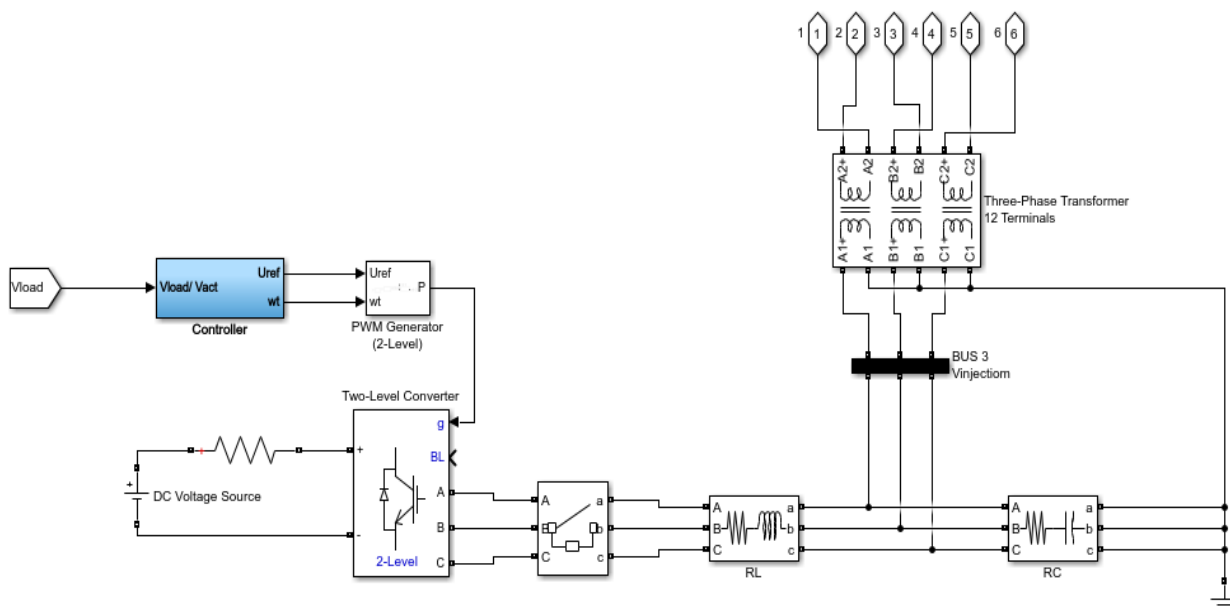 1 1 2 2 3 3 4 4 5 5 6 6
A2+ A2 B2+ B2 C2+ C2
Three-Phase Transformer
12 Terminals
A1+ A1 B1+ B1 C1+ C1
Vload
Vload/ Vact
Uref
wt
Controller
Uref
P
wt
PWM Generator
(2-Level)
BUS 3
Vinjectiom
Two-Level Converter
g
+
BL
+
DC Voltage Source
A
B
-
2-Level
C
A a
B b
C c
A a
B b
C c
RL
A a
B b
C c
RC